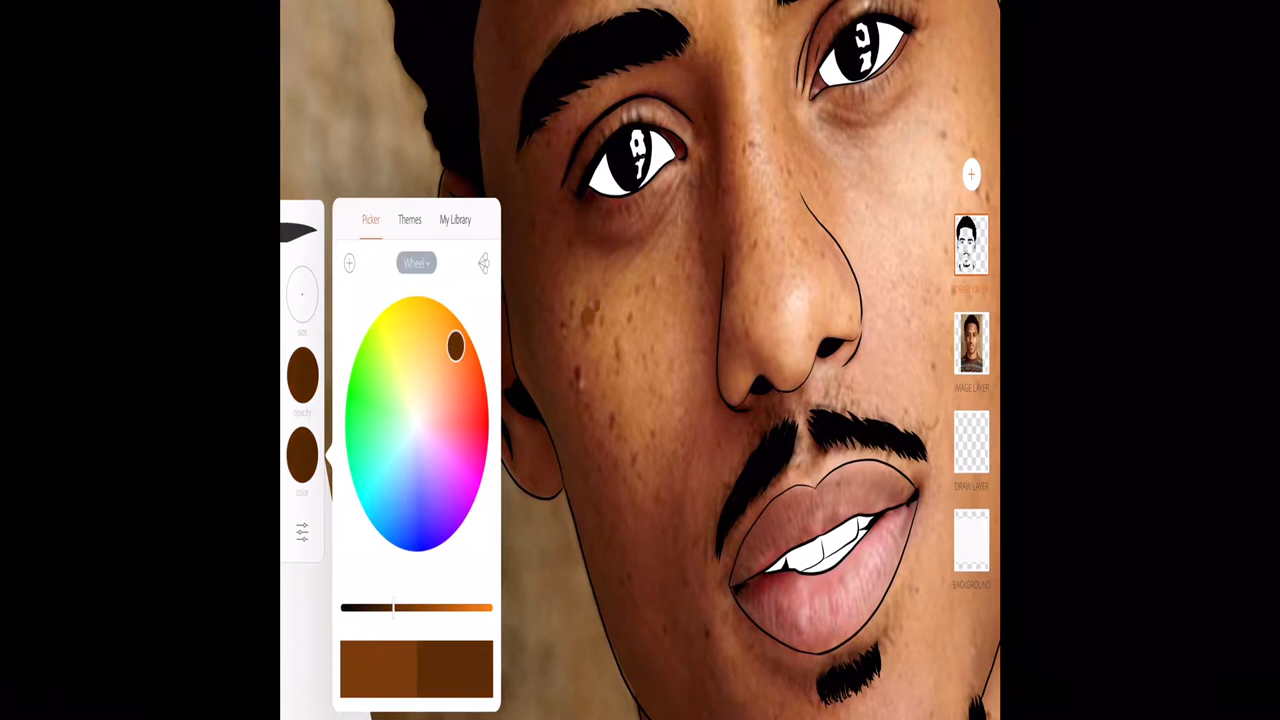 Picker Themes My Library
Wheel
size
opacity
color
IMAGE LAYER
DRAW LAYER
BACKGROUND